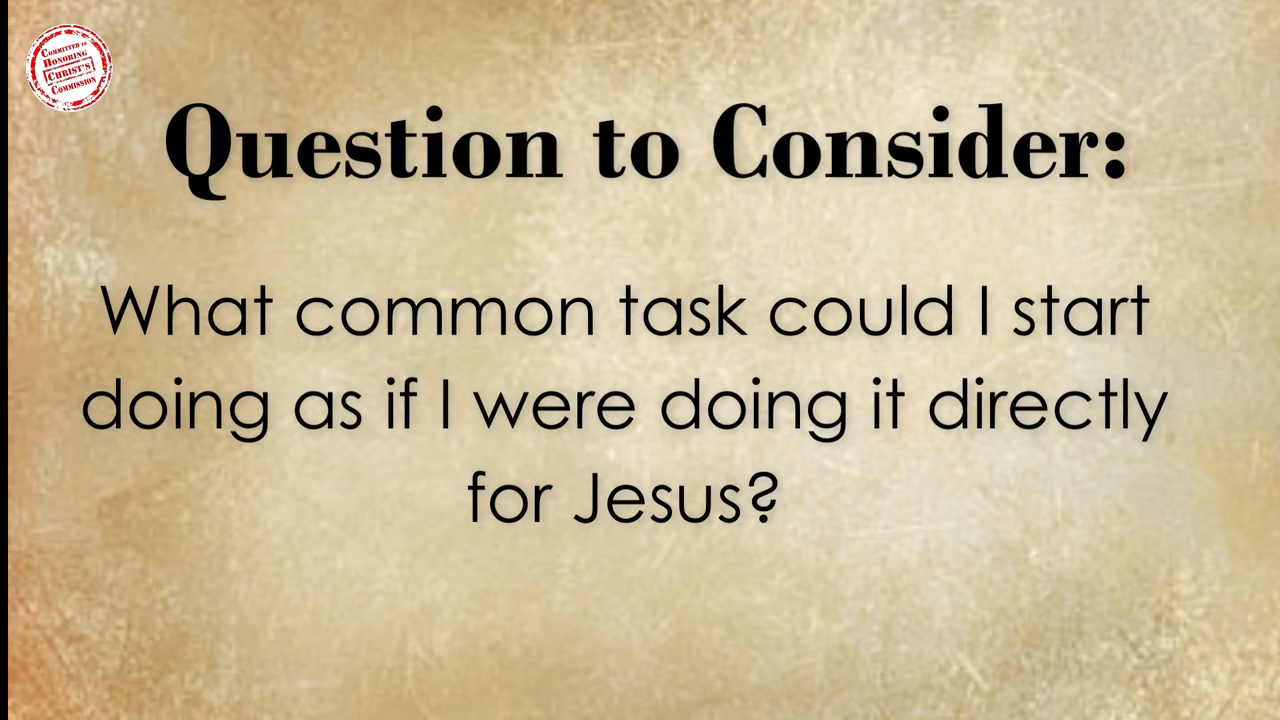 Committed to
Honoring
Christ's
Commission
Question to Consider:
What common task could I start
doing as if I were doing it directly
for Jesus?